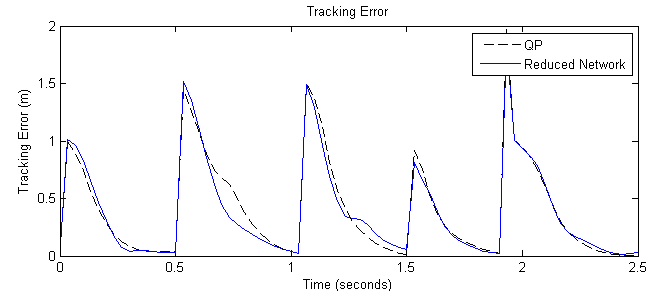 Tracking Error
2
1.5
1
0.5
0
Tracking Error (m)
QP
Reduced Network
0
0.5
1
1.5
2
2.5
Time (seconds)